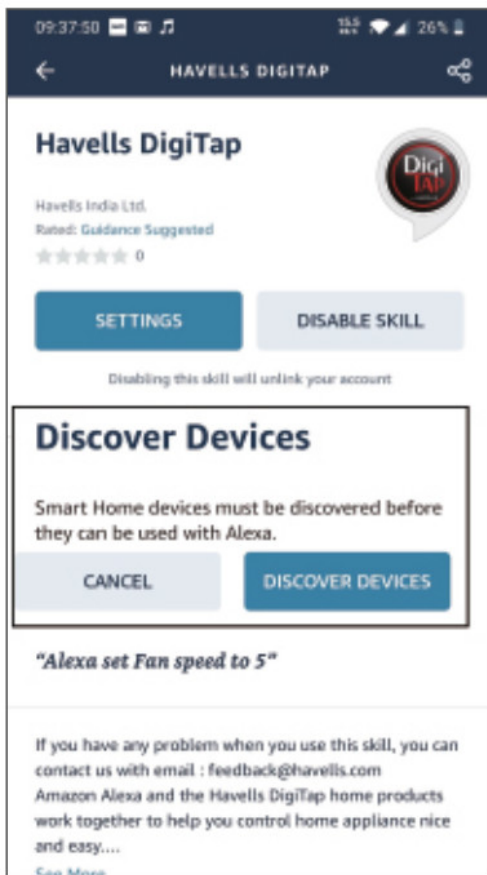 09:37:50 26%
HAVELLS DIGITAP
Havells DigiTap
Digi
TAP
Havells India Ltd.
Rated: Guidance Suggested
0
SETTINGS
DISABLE SKILL
Disabling this skill will unlink your account
Discover Devices
Smart Home devices must be discovered before
they can be used with Alexa.
CANCEL
DISCOVER DEVICES
"Alexa set Fan speed to 5"
If you have any problem when you use this skill, you can
contact us with email : feedback@havells.com
Amazon Alexa and the Havells DigiTap home products
work together to help you control home appliance nice
and easy....
See More